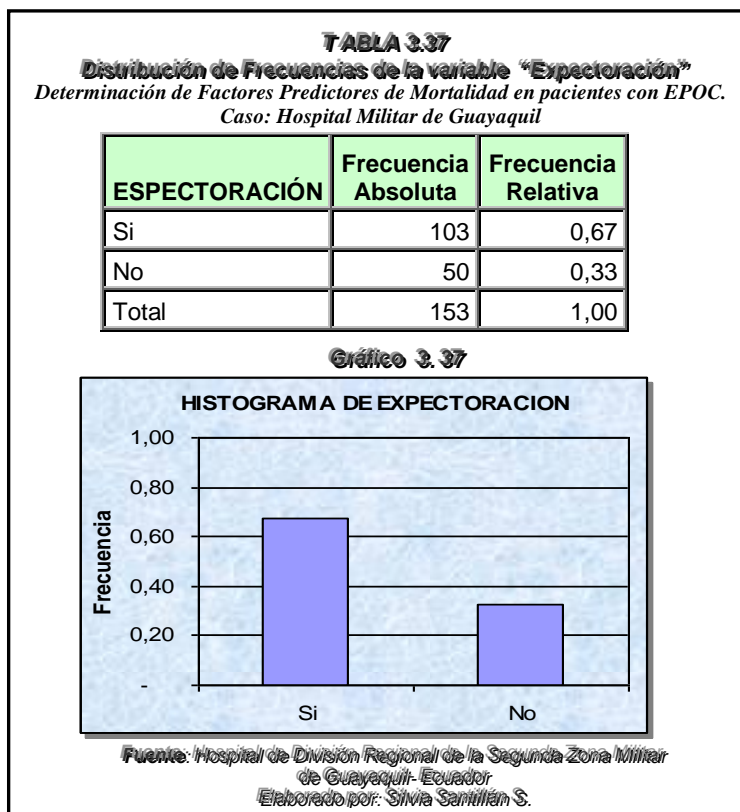 TABLA 3.37
Distribución de Frecuencias de la variable “Expectoración”
Determinación de Factores Predictores de Mortalidad en pacientes con EPOC.
Caso: Hospital Militar de Guayaquil
ESPECTORACIÓN Frecuencia Absoluta Frecuencia Relativa
Si 103 0,67
No 50 0,33
Total 153 1,00
Gráfico 3. 37
HISTOGRAMA DE EXPECTORACION
1,00
0,80
0,60
0,40
0,20
-
Frecuencia
Si No
Fuente: Hospital de División Regional de la Segunda Zona Militar
de Guayaquil- Ecuador
Elaborado por: Silvia Santillán S.